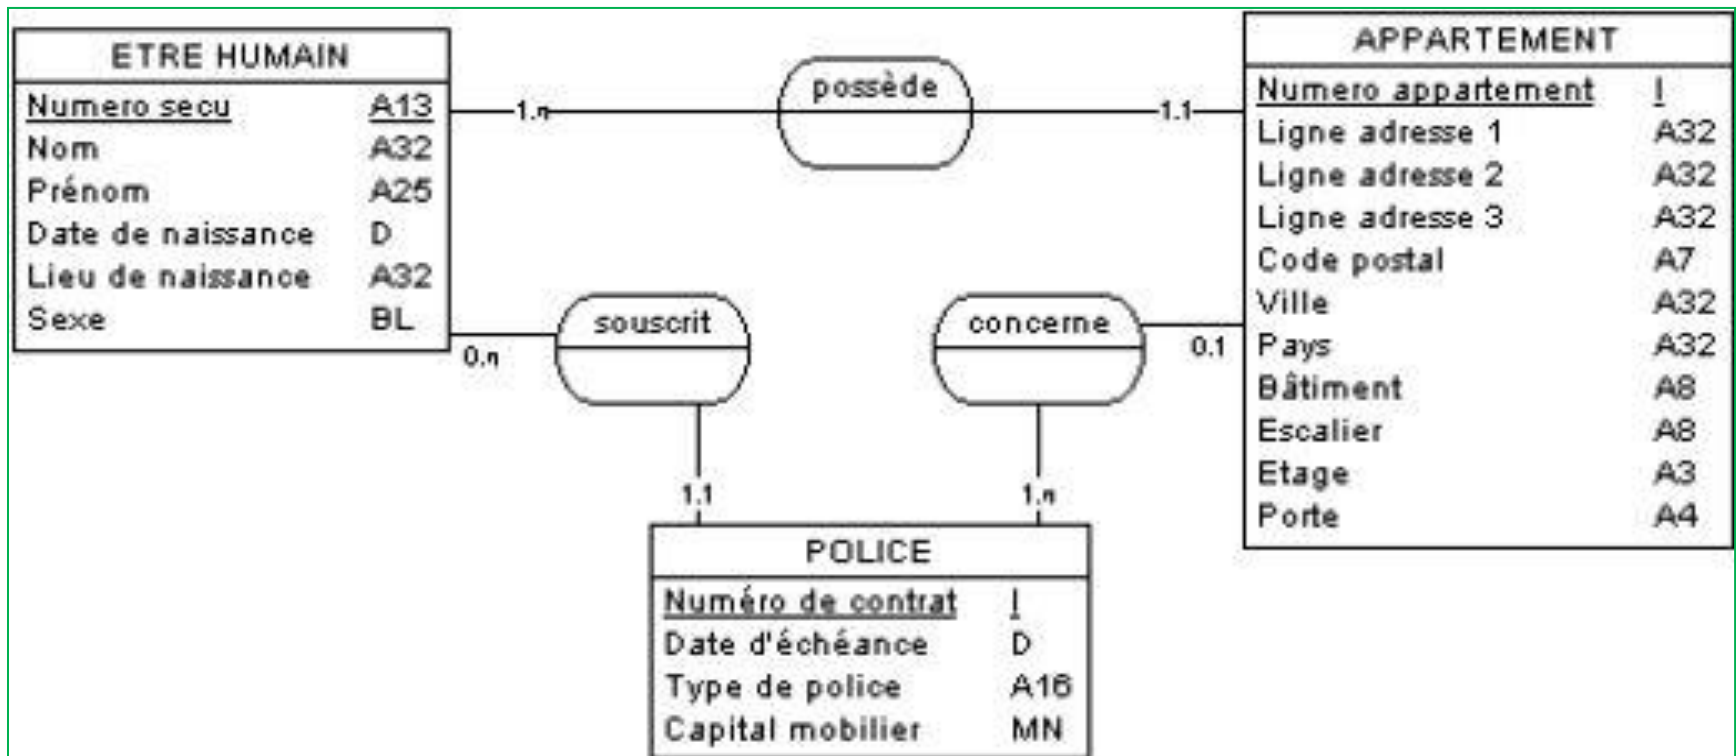 ETRE HUMAIN
Numero secu A13
Nom A32
Prénom A25
Date de naissance D
Lieu de naissance A32
Sexe BL
1.n
possède
1.1
APPARTEMENT
Numero appartement I
Ligne adresse 1 A32
Ligne adresse 2 A32
Ligne adresse 3 A32
Code postal A7
Ville A32
Pays A32
Bâtiment A8
Escalier A8
Etage A3
Porte A4
0.n
souscrit
concerne
0.1
1.1
1.n
POLICE
Numéro de contrat I
Date d'échéance D
Type de police A16
Capital mobilier MN